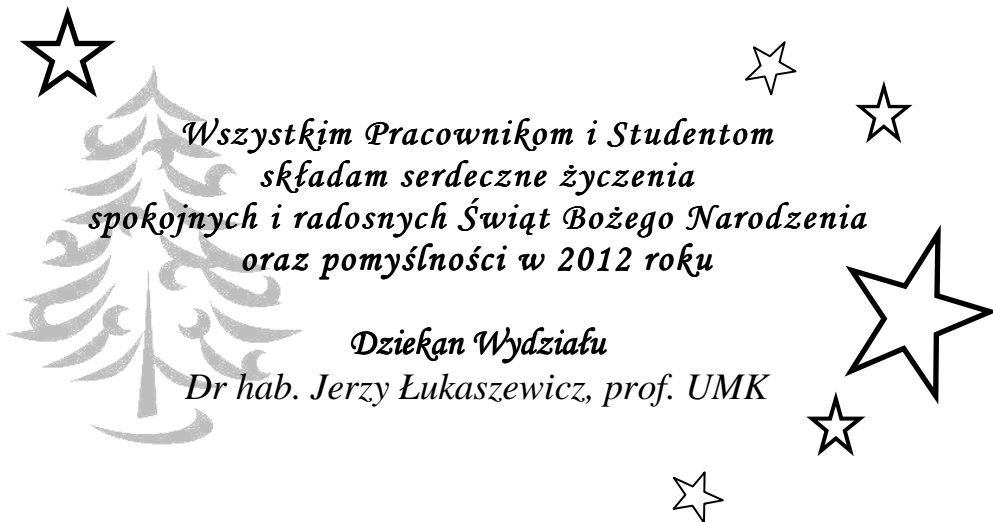 Wszystkim Pracownikom i Studentom
składam serdeczne życzenia
spokojnych i radosnych Świąt Bożego Narodzenia
oraz pomyślności w 2012 roku
Dziekan Wydziału
Dr hab. Jerzy Łukaszewicz, prof. UMK